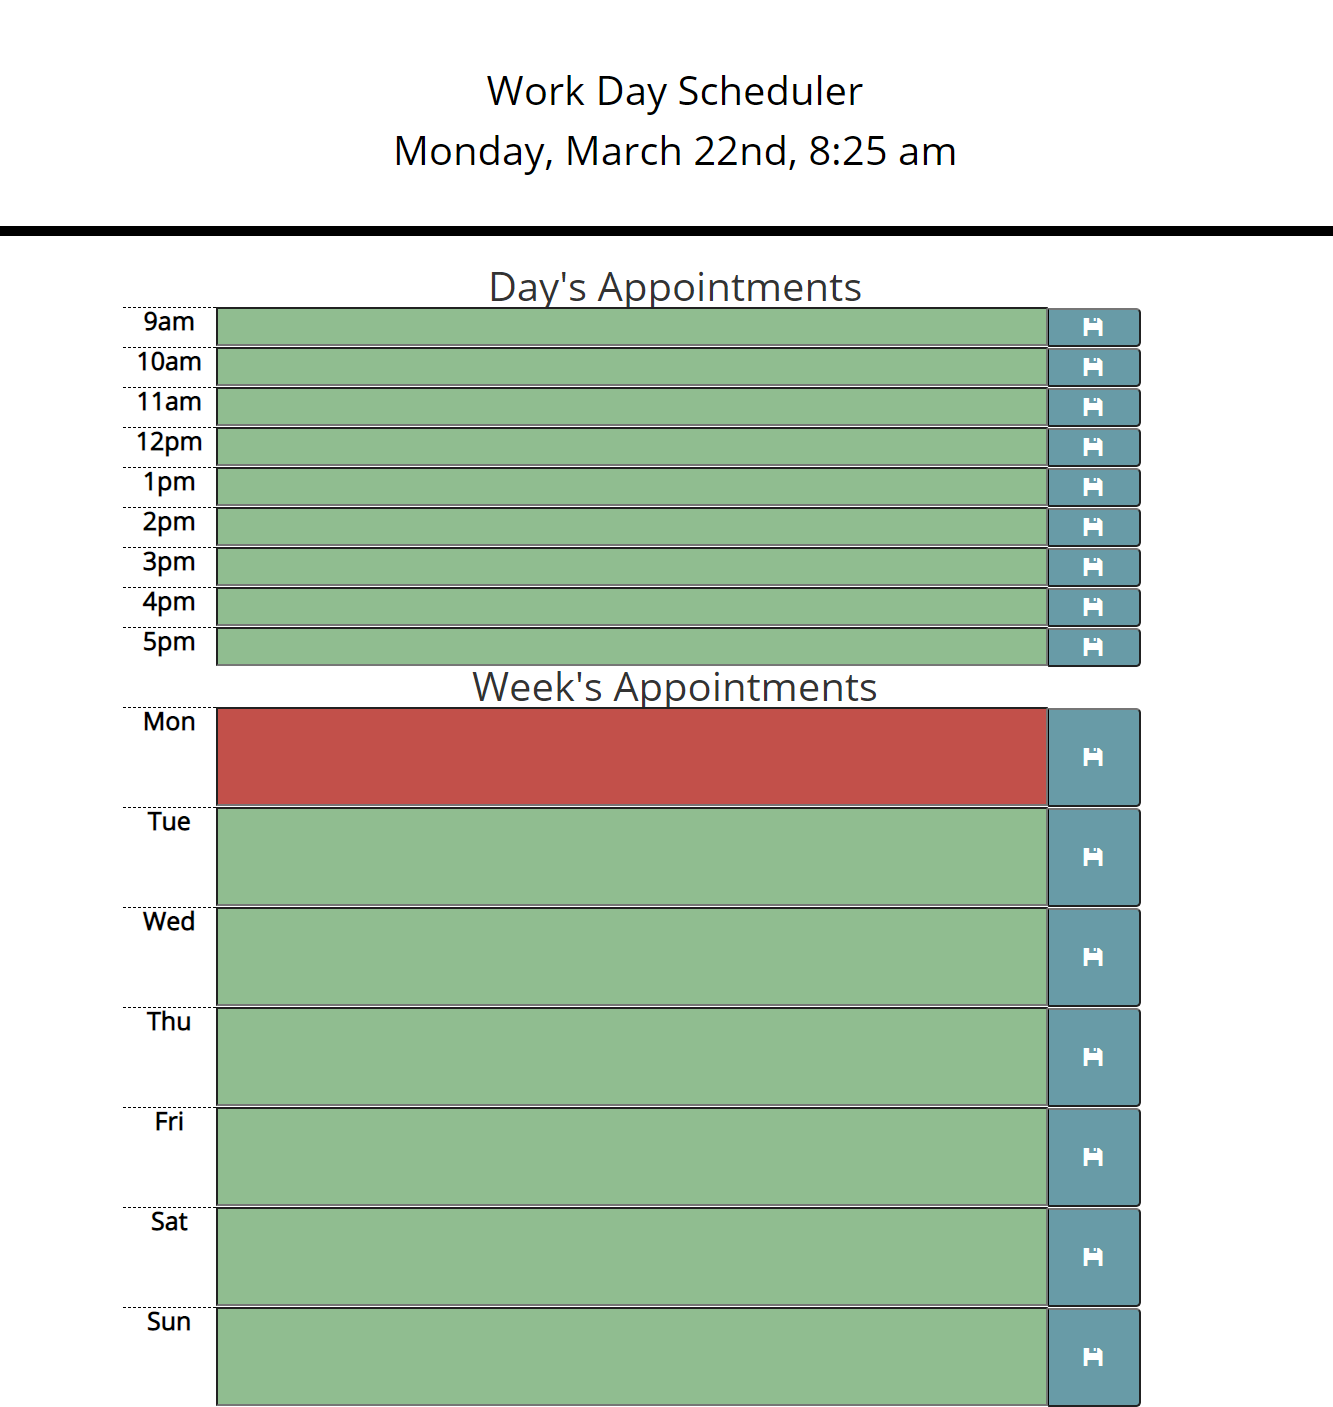 Work Day Scheduler
Monday, March 22nd, 8:25 am
Day's Appointments
9am
10am
11am
12pm
1pm
2pm
3pm
4pm
5pm
Week's Appointments
Mon
Tue
Wed
Thu
Fri
Sat
Sun